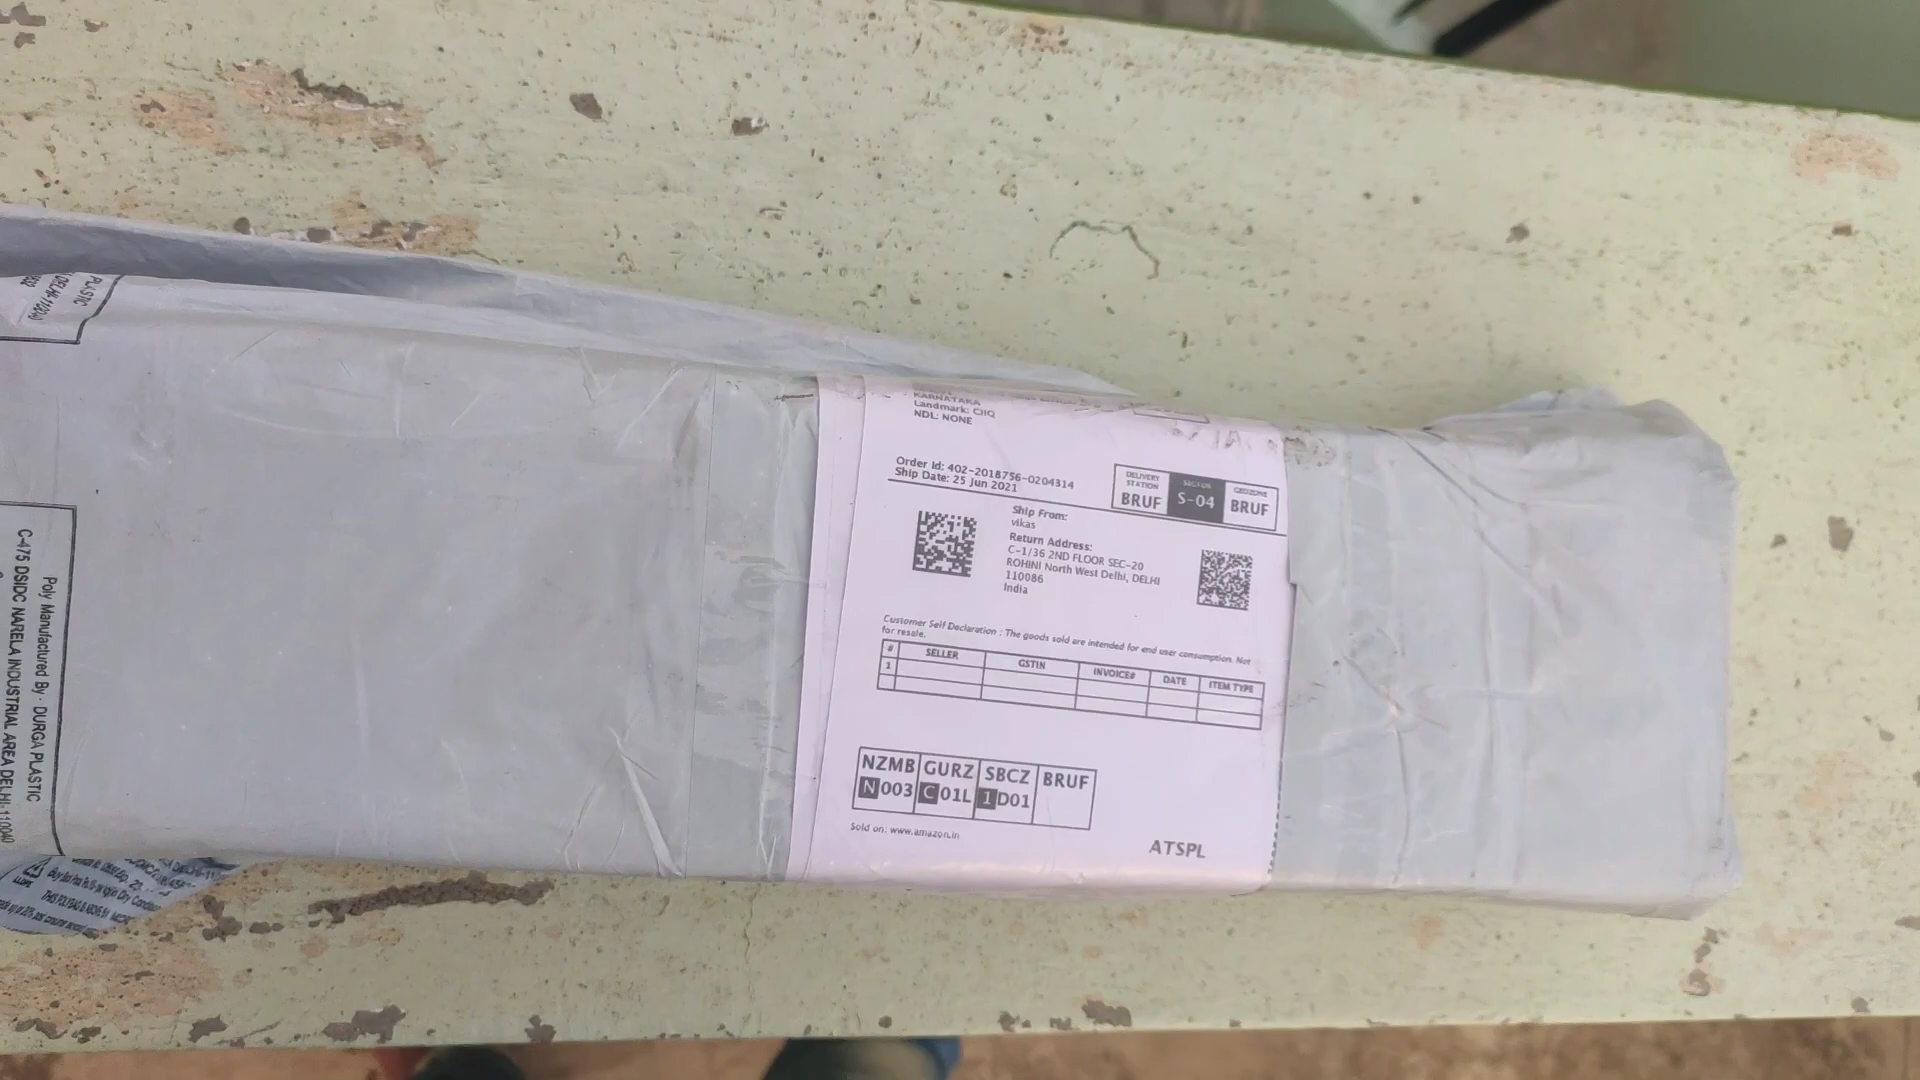 KARNATAKA
Landmark: CHQ
NDL: NONE
Order Id: 402-2018756-0204314
Ship Date: 25 Jun 2021
DELIVERY STATION
BRUF
SECTOR
S-04
GEOZONE
BRUF
Ship From:
vikas
Return Address:
C-1/36 2ND FLOOR SEC-20
ROHINI North West Delhi, DELHI
110086
India
Customer Self Declaration : The goods sold are intended for end user consumption. Not
for resale.
# SELLER GSTIN INVOICE# DATE ITEM TYPE
1
NZMB GURZ SBCZ BRUF
N003 C01L 1D01
Sold on: www.amazon.in
ATSPL
Poly Manufactured By : DURGA PLASTIC
C-475 DSIDC NARELA INDUSTRIAL AREA DELHI-110040
PLASTIC